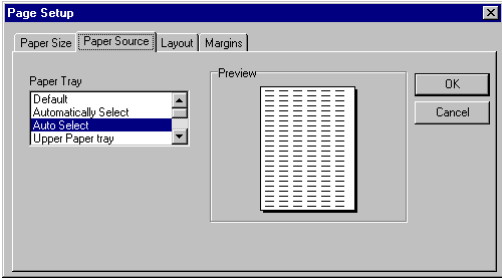 Page Setup
Paper Size Paper Source Layout Margins
Paper Tray
Default
Automatically Select
Auto Select
Upper Paper tray
Preview
OK
Cancel